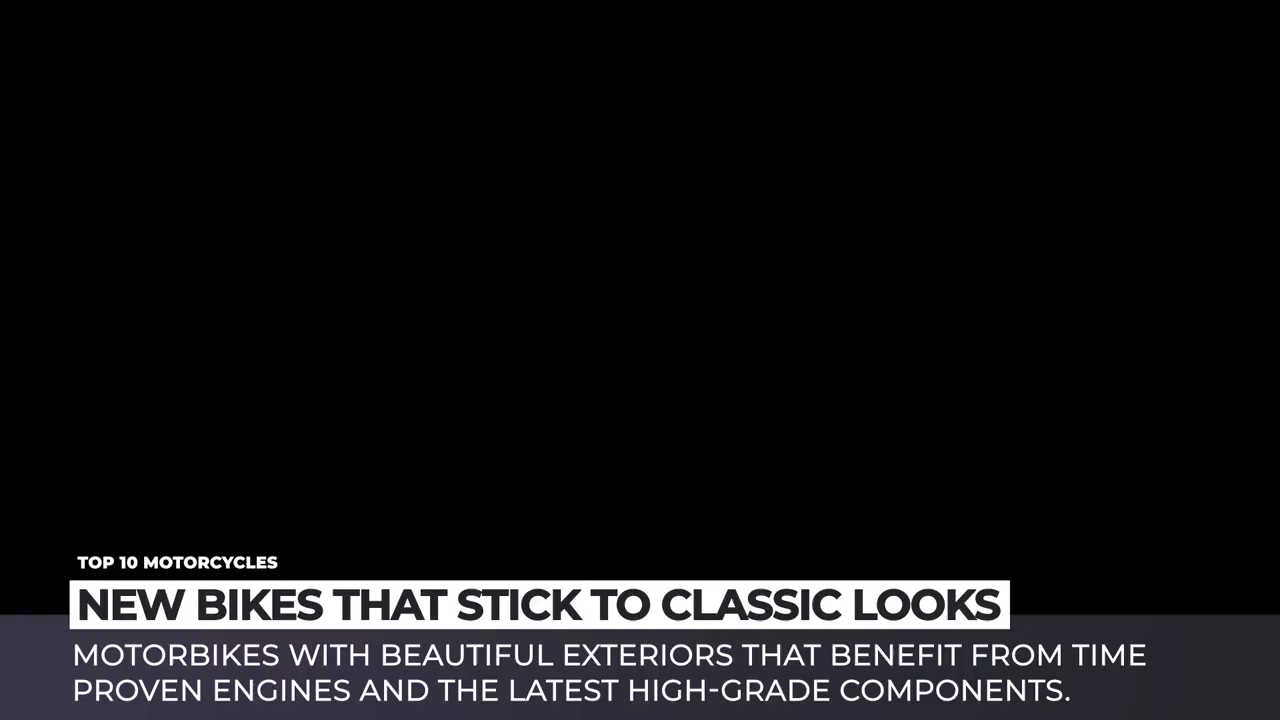 TOP 10 MOTORCYCLES
NEW BIKES THAT STICK TO CLASSIC LOOKS
MOTORBIKES WITH BEAUTIFUL EXTERIORS THAT BENEFIT FROM TIME
PROVEN ENGINES AND THE LATEST HIGH-GRADE COMPONENTS.